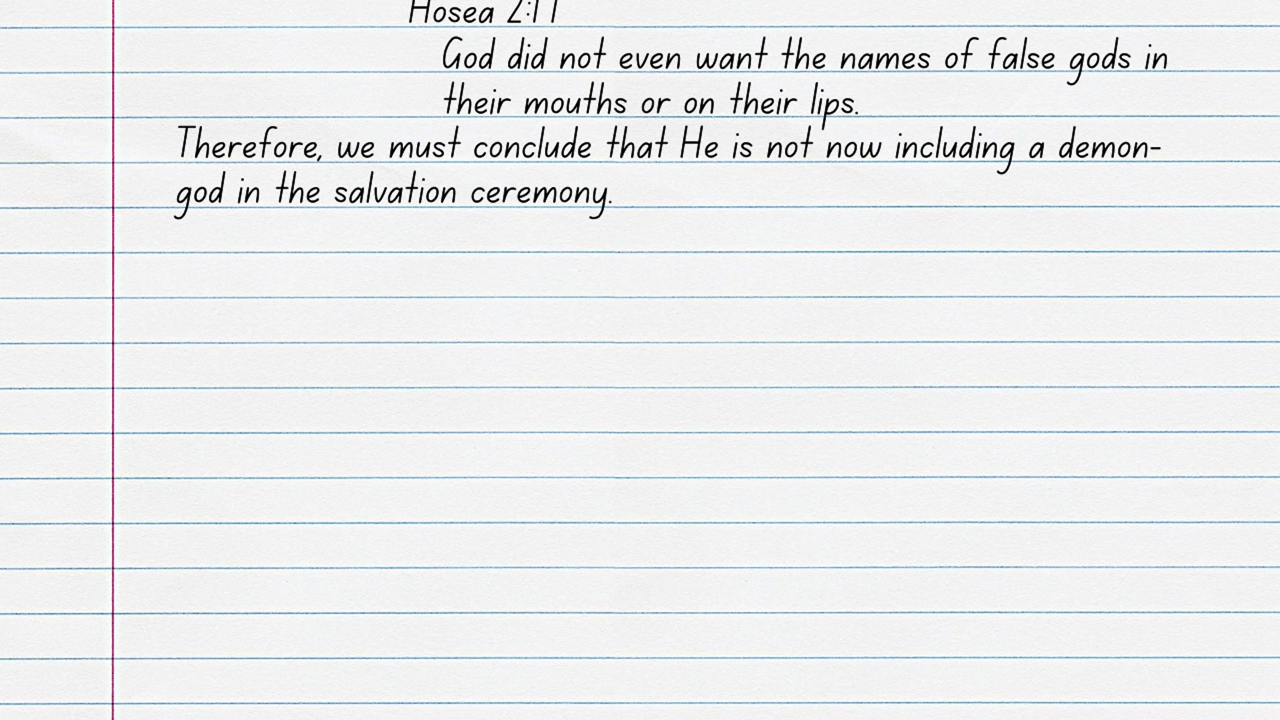 Hosea 2:17
God did not even want the names of false gods in
their mouths or on their lips.
Therefore, we must conclude that He is not now including a demon-
god in the salvation ceremony.